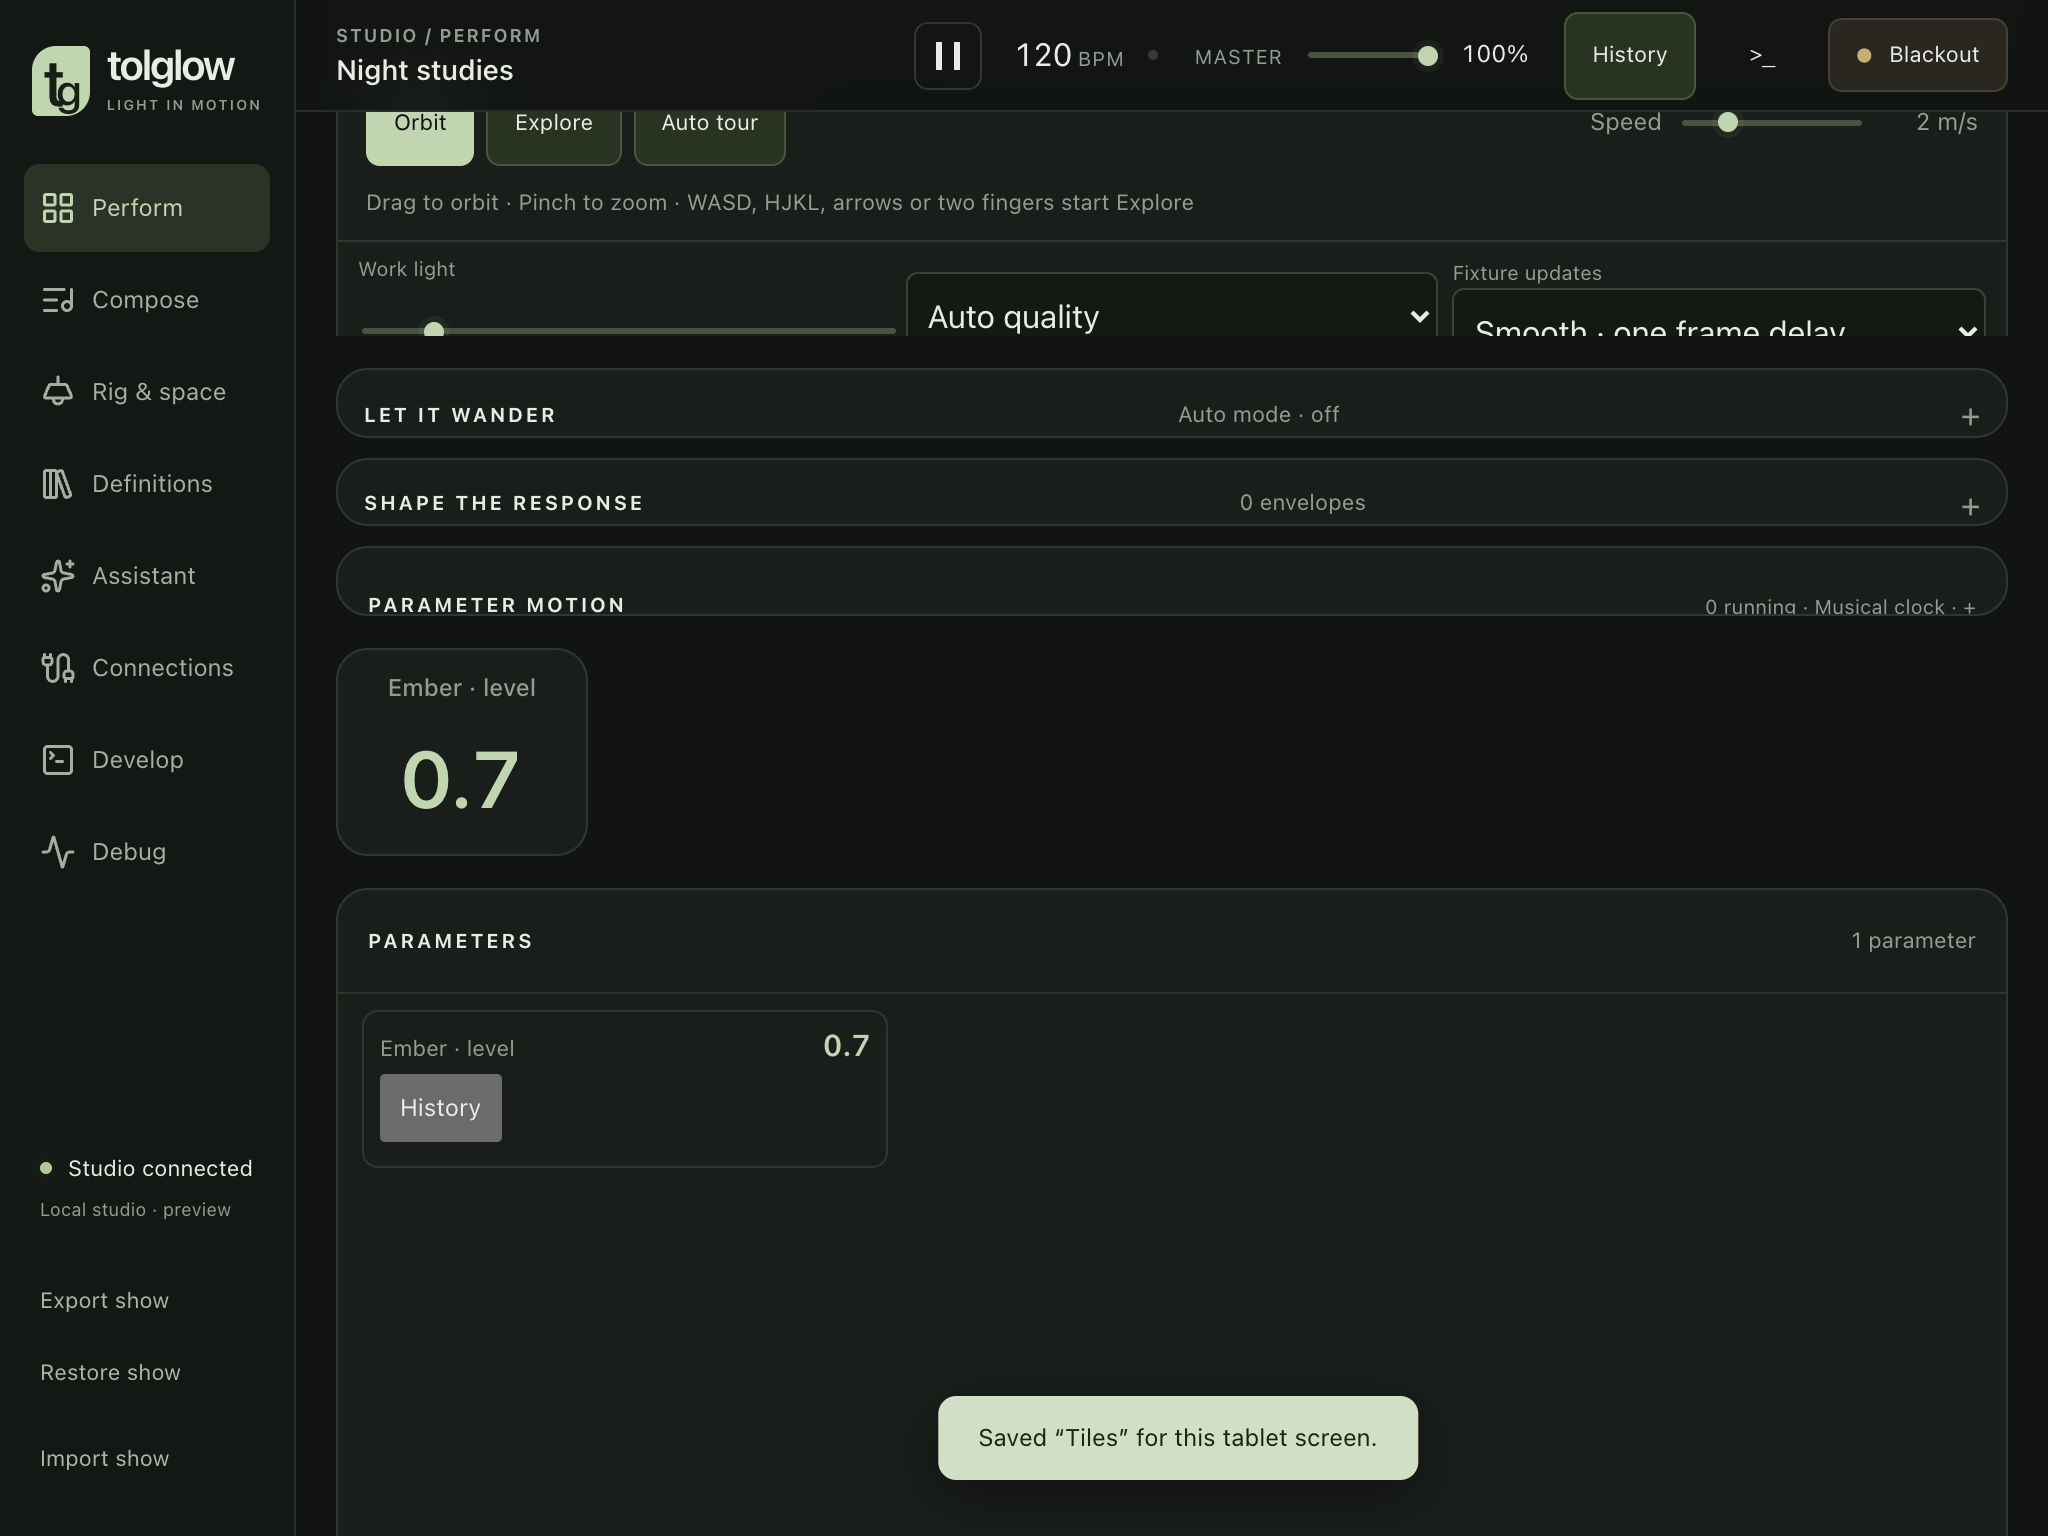 tg
tolglow
LIGHT IN MOTION
Perform
Compose
Rig & space
Definitions
Assistant
Connections
Develop
Debug
Studio connected
Local studio · preview
Export show
Restore show
Import show
STUDIO / PERFORM
Night studies
120 BPM
MASTER
100%
History
>_
Blackout
Orbit
Explore
Auto tour
Speed
2 m/s
Drag to orbit · Pinch to zoom · WASD, HJKL, arrows or two fingers start Explore
Work light
Auto quality
Fixture updates
Smooth · one frame delay
LET IT WANDER
Auto mode · off
+
SHAPE THE RESPONSE
0 envelopes
+
PARAMETER MOTION
0 running · Musical clock · +
Ember · level
0.7
PARAMETERS
1 parameter
Ember · level
0.7
History
Saved “Tiles” for this tablet screen.